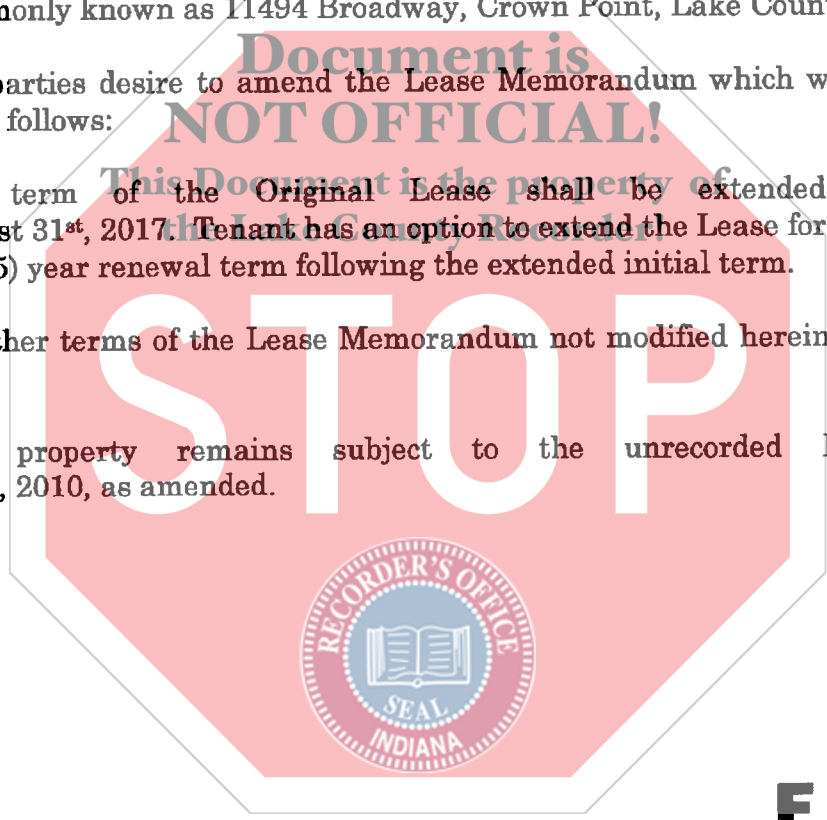 monly known as 11494 Broadway, Crown Point, Lake Coun
Document is
parties desire to amend the Lease Memorandum which w
follows:
NOT OFFICIAL!
This Document is the property of
term of the Original Lease shall be extended
st 31st, 2017. Tenant has an option to extend the Lease for
the Lake County Recorder!
5) year renewal term following the extended initial term.
STOP
her terms of the Lease Memorandum not modified herein
property remains subject to the unrecorded
, 2010, as amended.
RECORDER'S OFFICE
SEAL
INDIANA